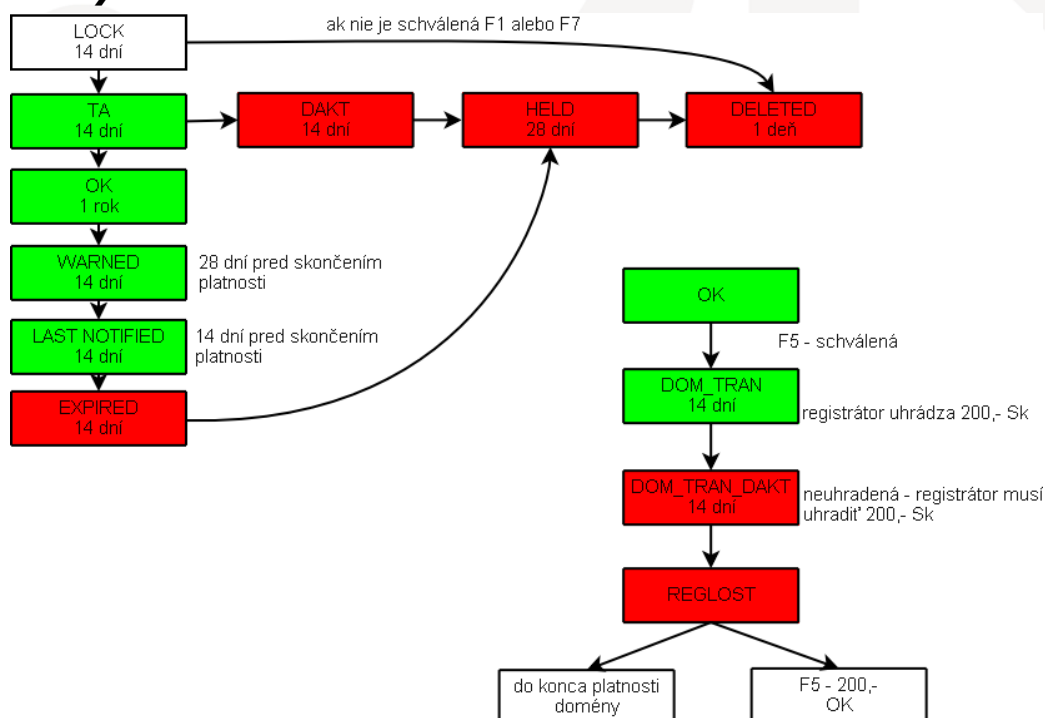 ak nie je schválená F1 alebo F7
LOCK
14 dní
TA
14 dní
DAKT
14 dní
HELD
28 dní
DELETED
1 deň
OK
1 rok
WARNED
14 dní
28 dní pred skončením
platnosti
LAST NOTIFIED
14 dní
14 dní pred skončením
platnosti
EXPIRED
14 dní
OK
F5 - schválená
DOM_TRAN
14 dní
registrátor uhrádza 200,- Sk
DOM_TRAN_DAKT
14 dní
neuhradená - registrátor musí
uhradiť 200,- Sk
REGLOST
do konca platnosti
domény
F5 - 200,-
OK